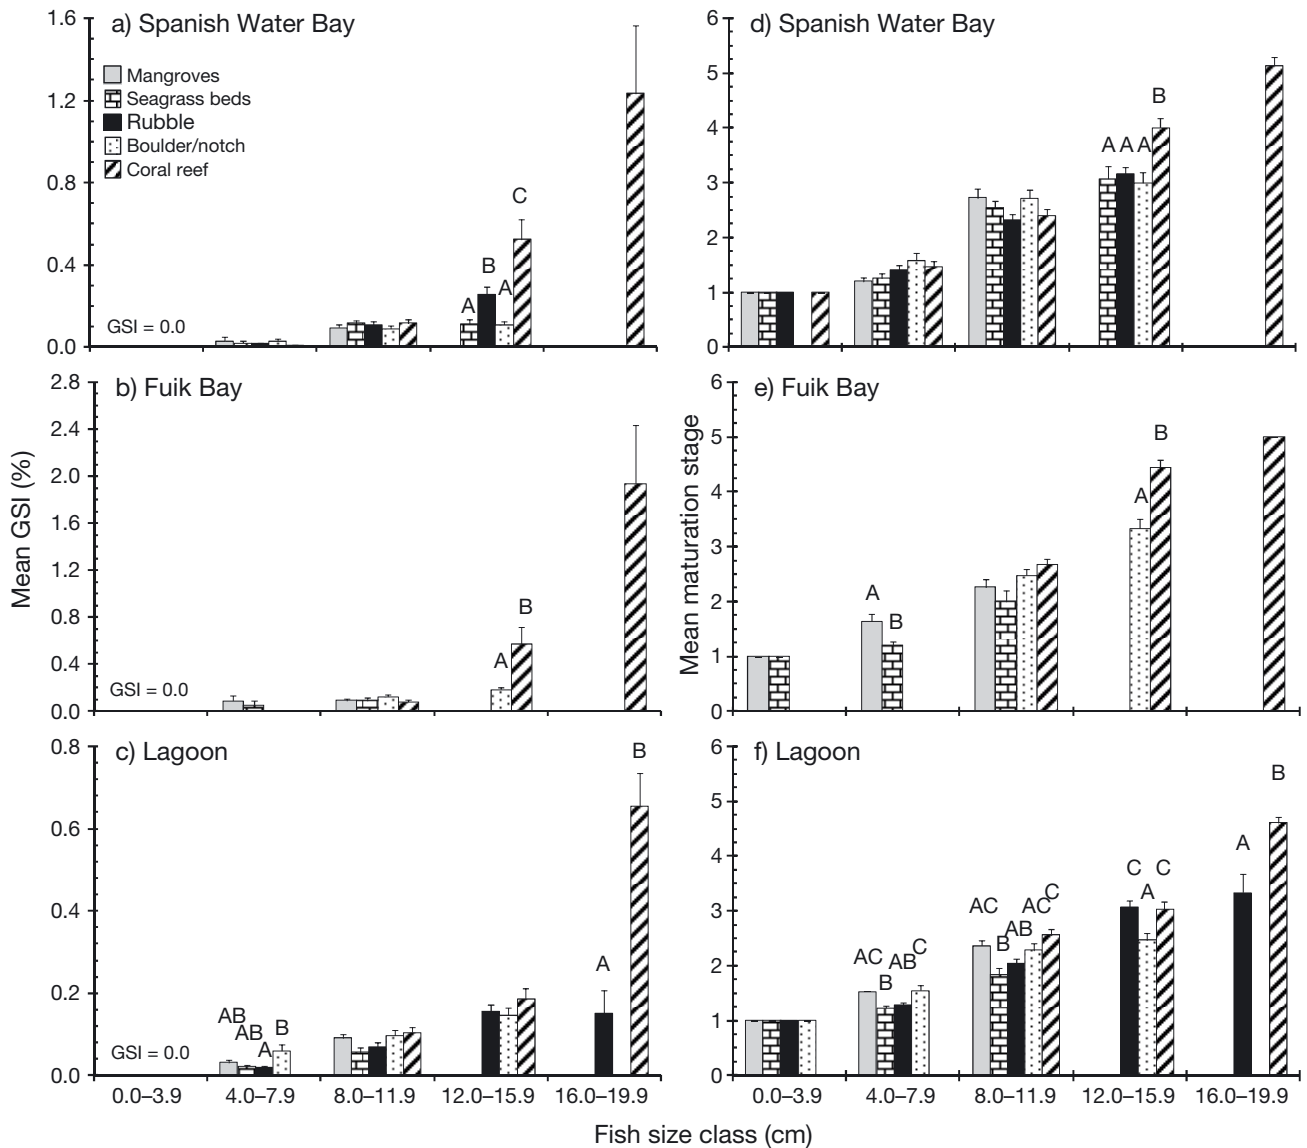 a) Spanish Water Bay
1.6
1.2
0.8
0.4
0.0
Mangroves
Seagrass beds
Rubble
Boulder/notch
Coral reef
GSI = 0.0
A
B
A
C
d) Spanish Water Bay
6
5
4
3
2
1
0
A A A
B
b) Fuik Bay
2.8
2.4
2.0
1.6
1.2
0.8
0.4
0.0
GSI = 0.0
A
B
Mean GSI (%)
e) Fuik Bay
6
5
4
3
2
1
0
A
B
A
B
Mean maturation stage
c) Lagoon
0.8
0.6
0.4
0.2
0.0
GSI = 0.0
AB
AB
A
B
A
B
0.0–3.9
4.0–7.9
8.0–11.9
12.0–15.9
16.0–19.9
f) Lagoon
6
5
4
3
2
1
0
AC
B
AB
C
AC
B
AB
AC
C
C
A
C
A
B
0.0–3.9
4.0–7.9
8.0–11.9
12.0–15.9
16.0–19.9
Fish size class (cm)